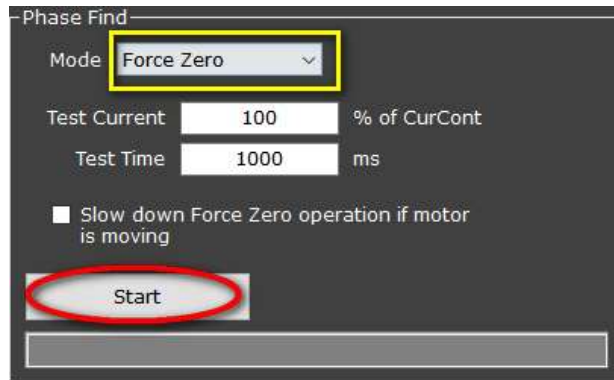 Phase Find
Mode Force Zero
Test Current 100 % of CurCont
Test Time 1000 ms
Slow down Force Zero operation if motor
is moving
Start